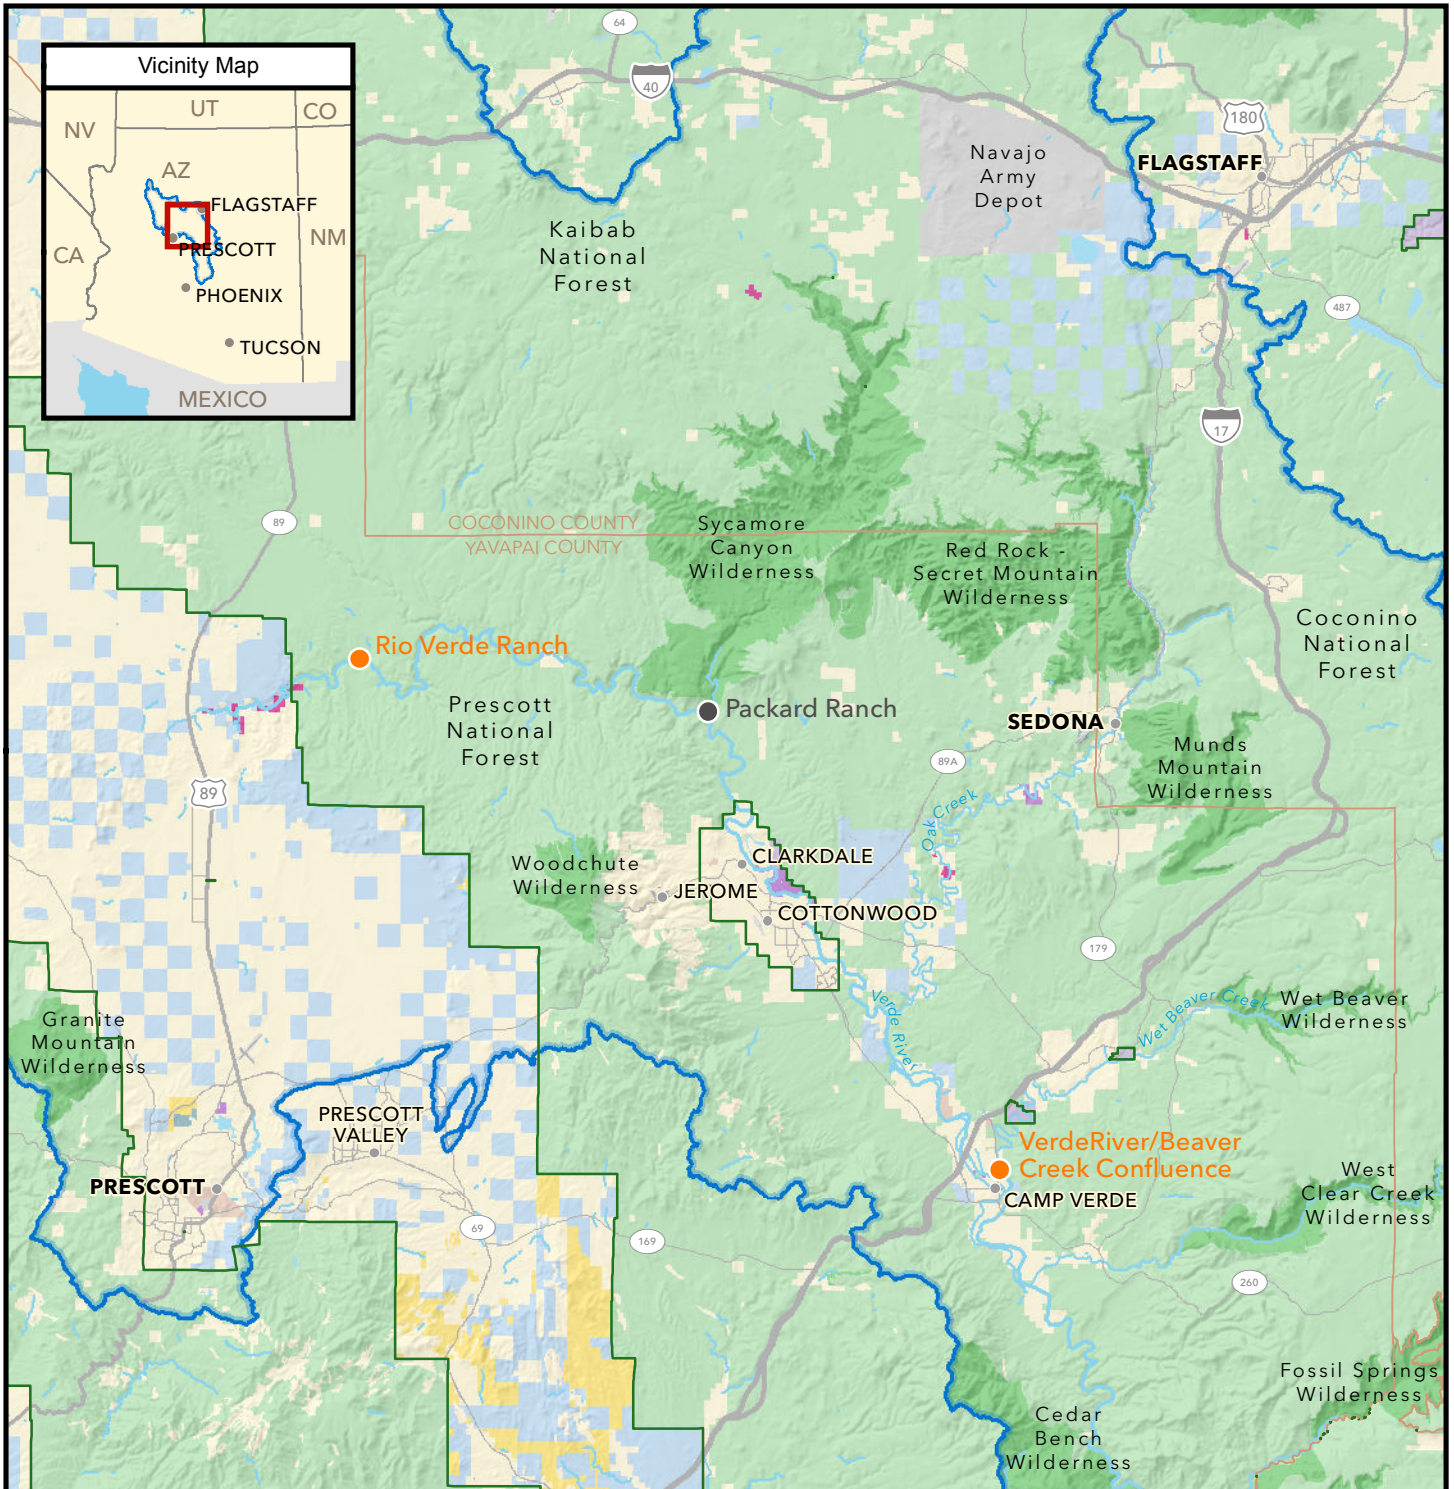 Vicinity Map
UT
CO
NV
AZ
FLAGSTAFF
NM
CA
PRESCOTT
PHOENIX
TUCSON
MEXICO
64
40
180
FLAGSTAFF
Navajo
Army
Depot
Kaibab
National
Forest
487
17
89
COCONINO COUNTY
YAVAPAI COUNTY
Sycamore
Canyon
Wilderness
Red Rock -
Secret Mountain
Wilderness
Coconino
National
Forest
Rio Verde Ranch
Prescott
National
Forest
Packard Ranch
SEDONA
Munds
Mountain
Wilderness
89A
89
Oak Creek
Woodchute
Wilderness
CLARKDALE
JEROME
COTTONWOOD
179
Verde River
Wet Beaver Creek
Wet Beaver
Wilderness
Granite
Mountain
Wilderness
PRESCOTT
VALLEY
VerdeRiver/Beaver
Creek Confluence
CAMP VERDE
West
Clear Creek
Wilderness
PRESCOTT
69
169
260
Fossil Springs
Wilderness
Cedar
Bench
Wilderness